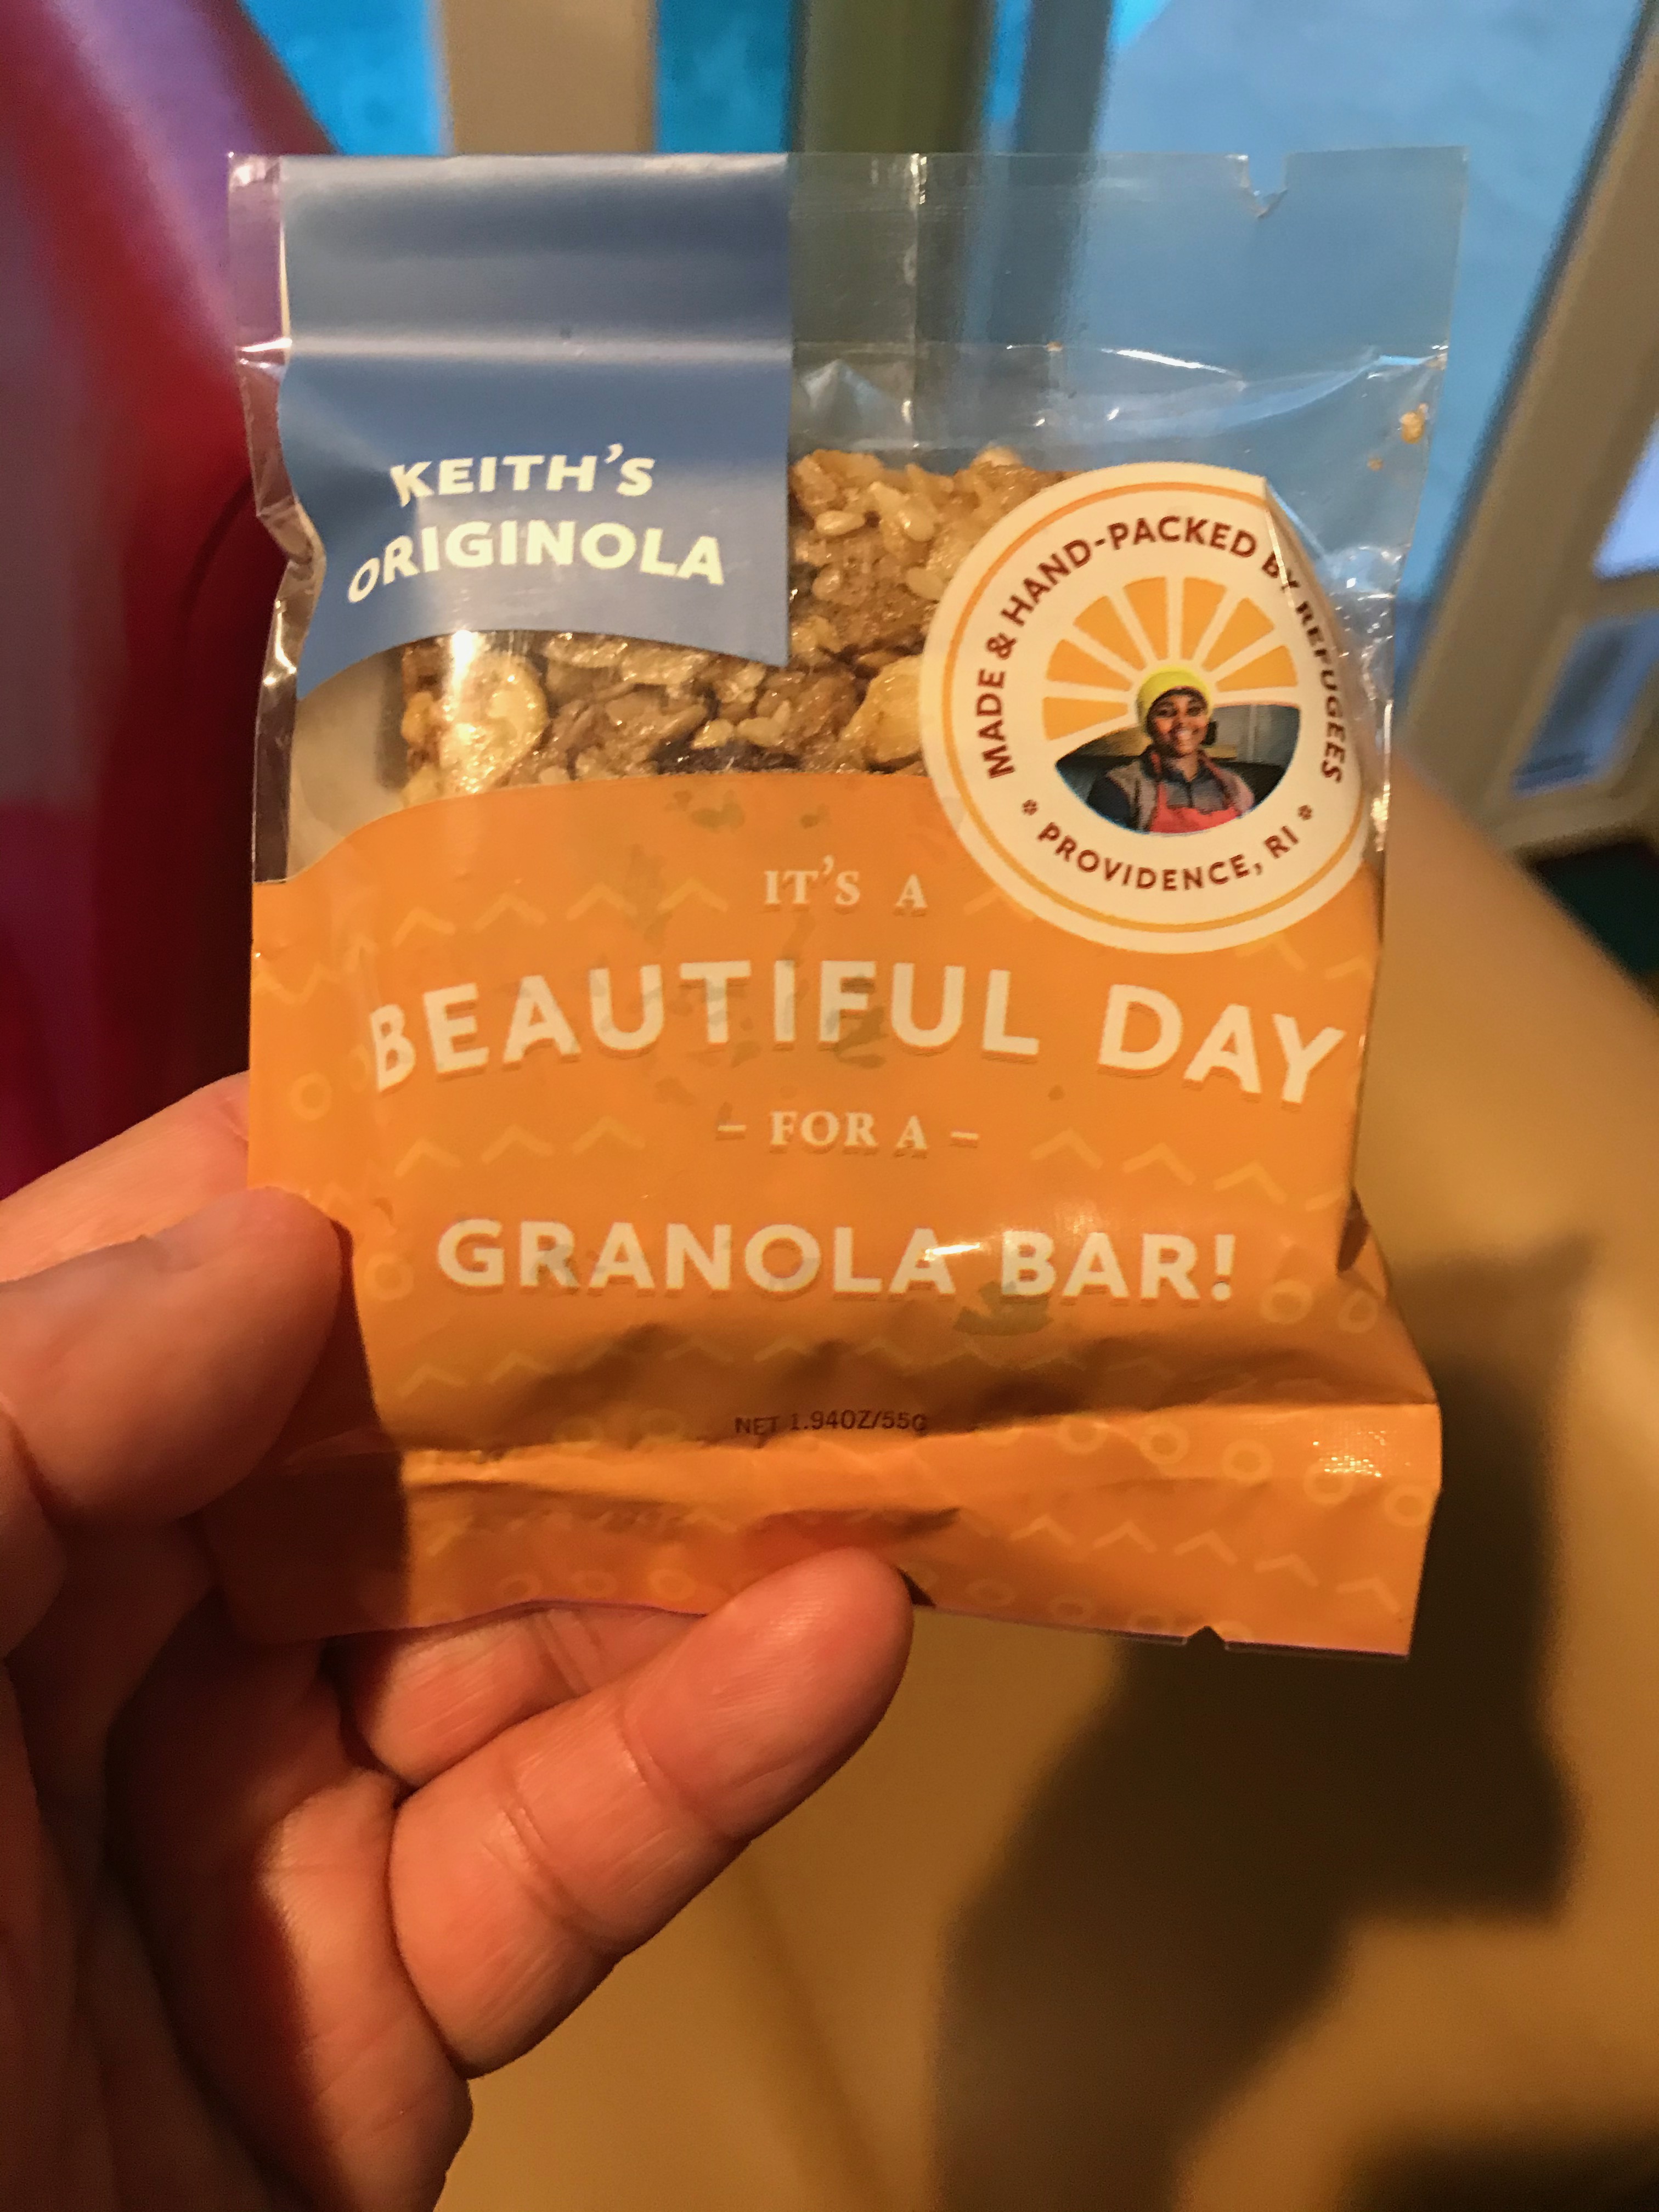 KEITH'S
ORIGINOLA
MADE & HAND-PACKED BY REFUGEES
* PROVIDENCE, RI *
IT'S A
BEAUTIFUL DAY
- FOR A -
GRANOLA BAR!
NET 1.94OZ/55G